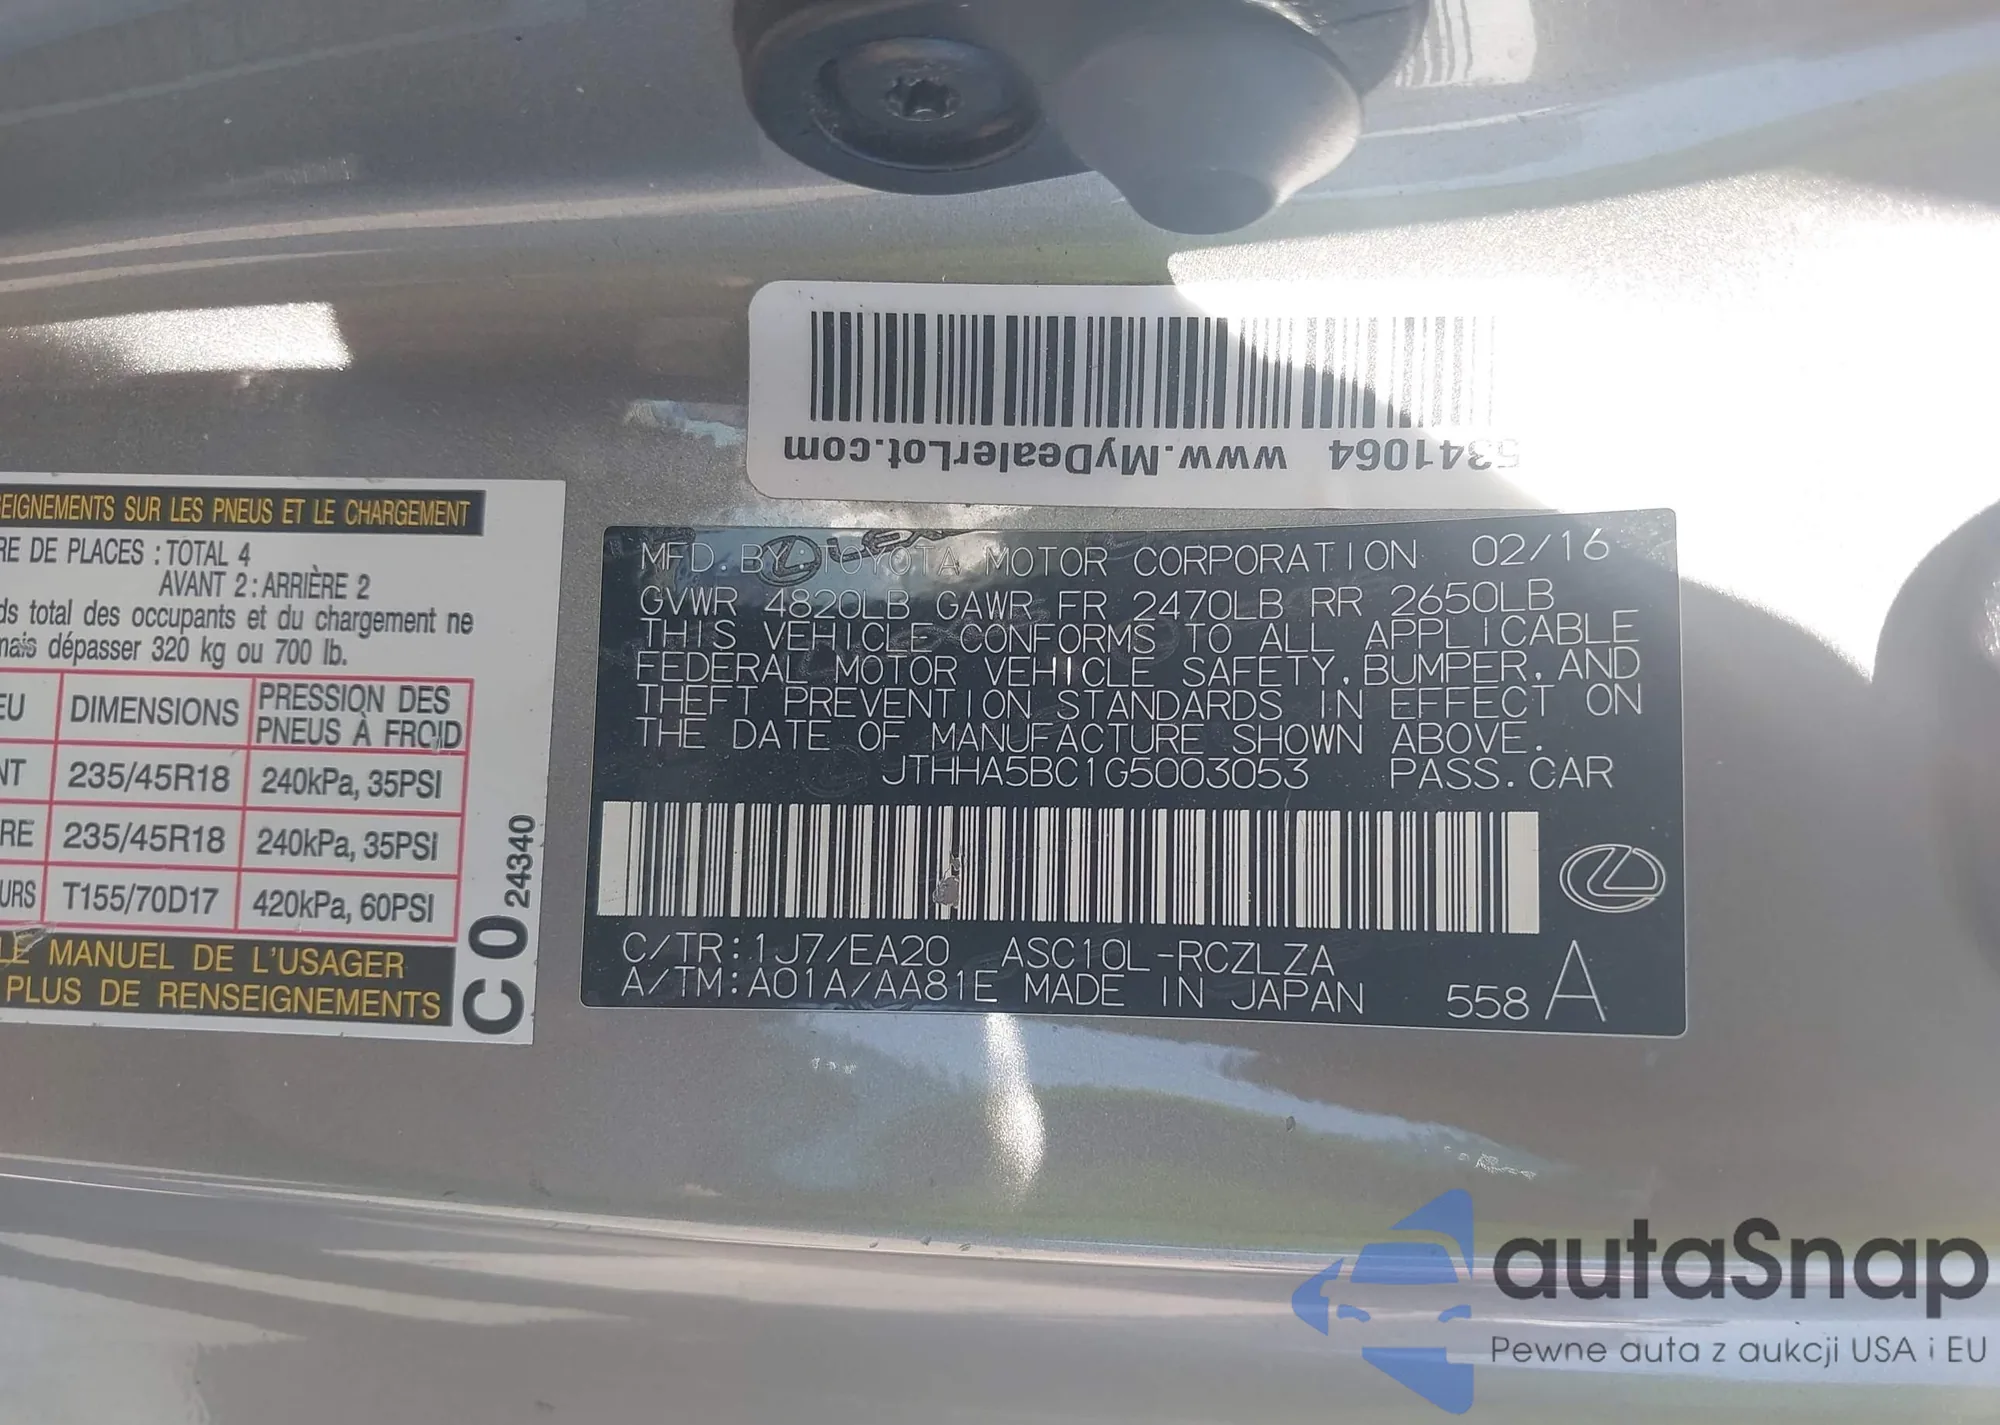 www.MyDealerLot.com 5341064
SEIGNEMENTS SUR LES PNEUS ET LE CHARGEMENT
RE DE PLACES : TOTAL 4
AVANT 2 : ARRIÈRE 2
ds total des occupants et du chargement ne
mais dépasser 320 kg ou 700 lb.
EU DIMENSIONS PRESSION DES PNEUS À FROID
NT 235/45R18 240kPa, 35PSI
RE 235/45R18 240kPa, 35PSI
URS T155/70D17 420kPa, 60PSI
LE MANUEL DE L'USAGER
PLUS DE RENSEIGNEMENTS
C0 24340
MFD. BY: TOYOTA MOTOR CORPORATION 02/16
GVWR 4820LB GAWR FR 2470LB RR 2650LB
THIS VEHICLE CONFORMS TO ALL APPLICABLE
FEDERAL MOTOR VEHICLE SAFETY, BUMPER, AND
THEFT PREVENTION STANDARDS IN EFFECT ON
THE DATE OF MANUFACTURE SHOWN ABOVE.
JTHHA5BC1G5003053 PASS. CAR
C/TR: 1J7/EA20 ASC10L-RCZLZA
A/TM: A01A/AA81E MADE IN JAPAN 558 A
autaSnap
Pewne auta z aukcji USA i EU